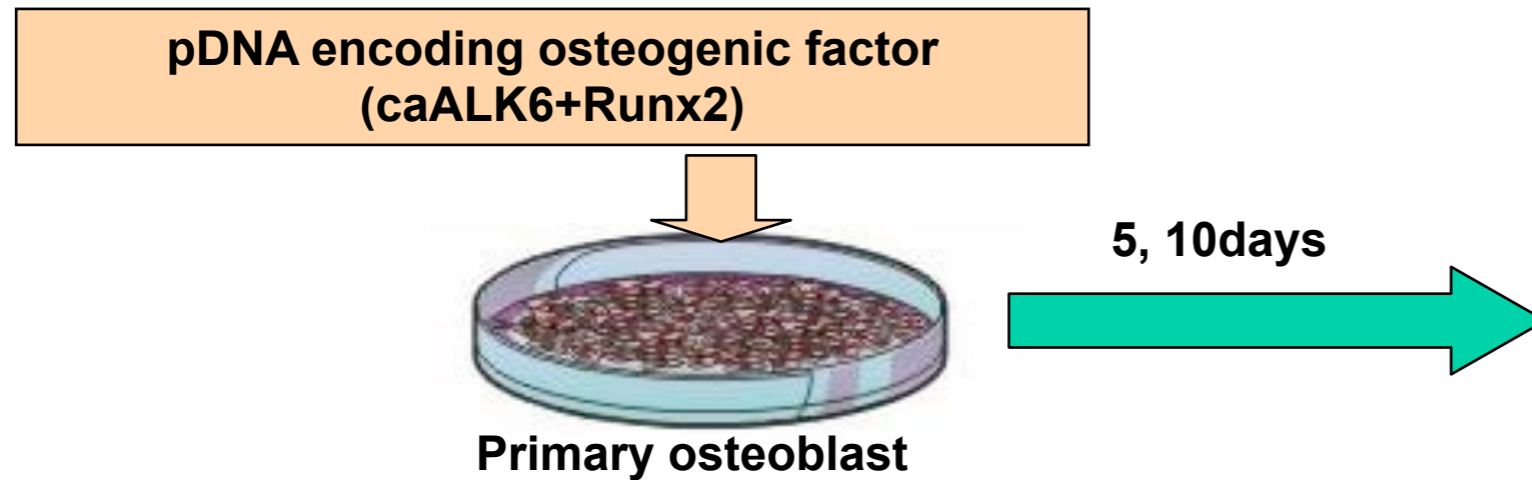 pDNA encoding osteogenic factor
(caALK6+Runx2)
5, 10days
Primary osteoblast